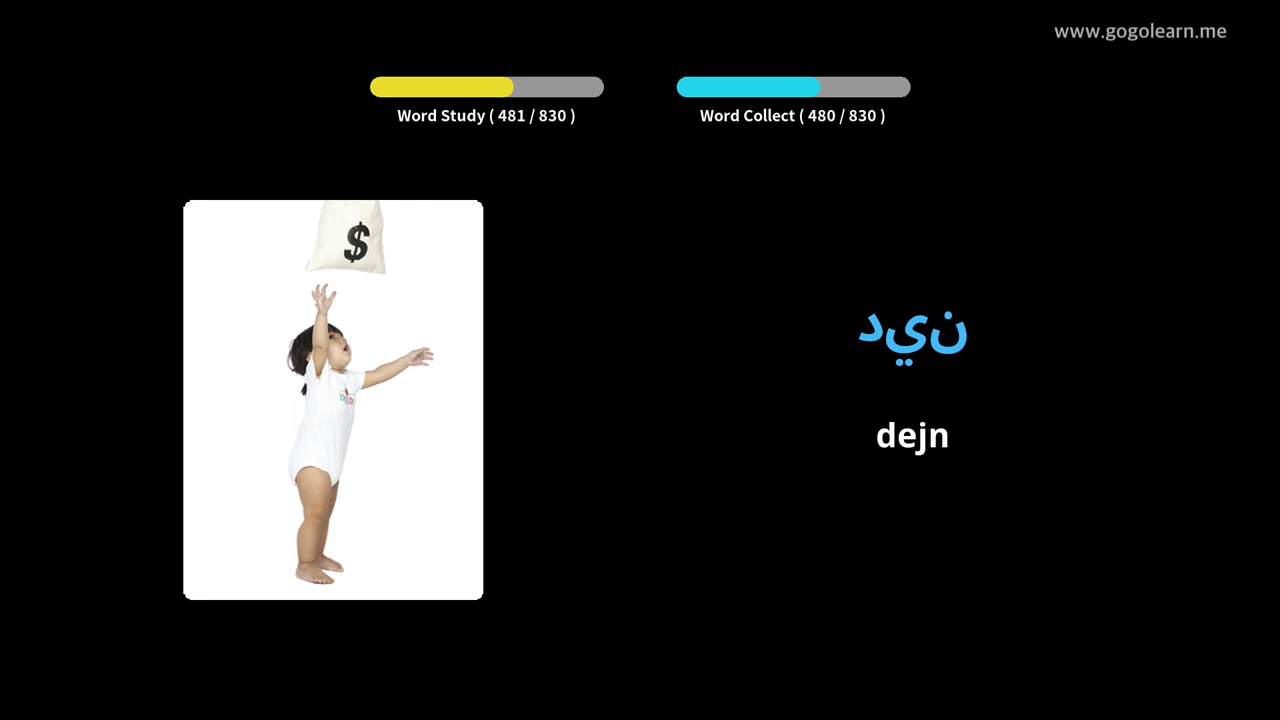 www.gogolearn.me
Word Study ( 481 / 830 )
Word Collect ( 480 / 830 )
$
دين
dejn